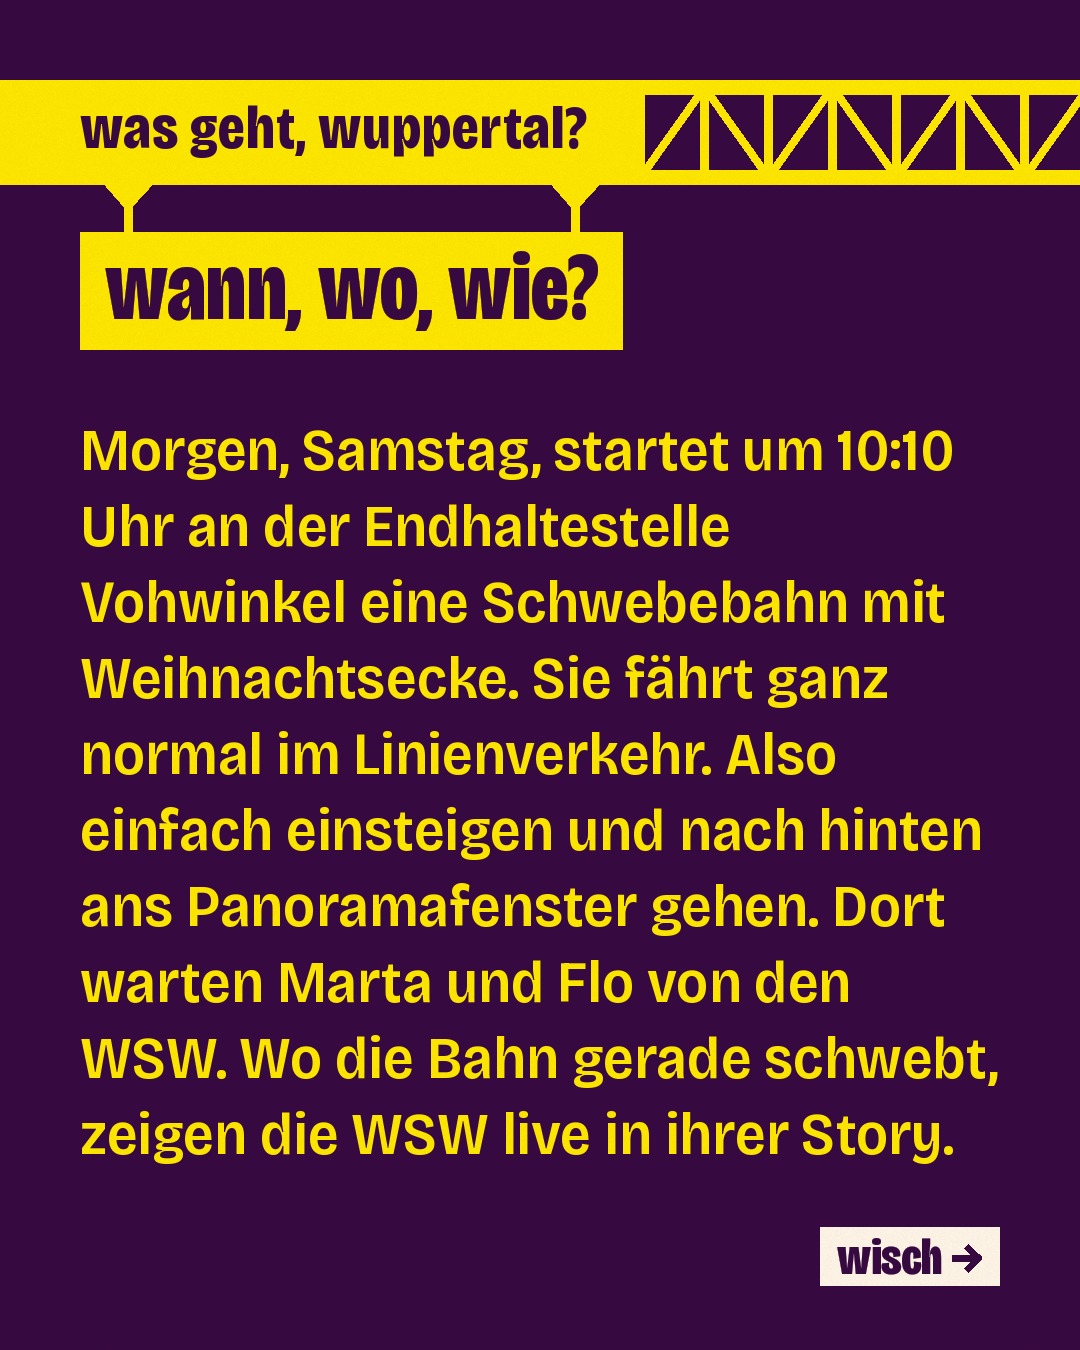 was geht, wuppertal?
wann, wo, wie?
Morgen, Samstag, startet um 10:10
Uhr an der Endhaltestelle
Vohwinkel eine Schwebebahn mit
Weihnachtsecke. Sie fährt ganz
normal im Linienverkehr. Also
einfach einsteigen und nach hinten
ans Panoramafenster gehen. Dort
warten Marta und Flo von den
WSW. Wo die Bahn gerade schwebt,
zeigen die WSW live in ihrer Story.
wisch →